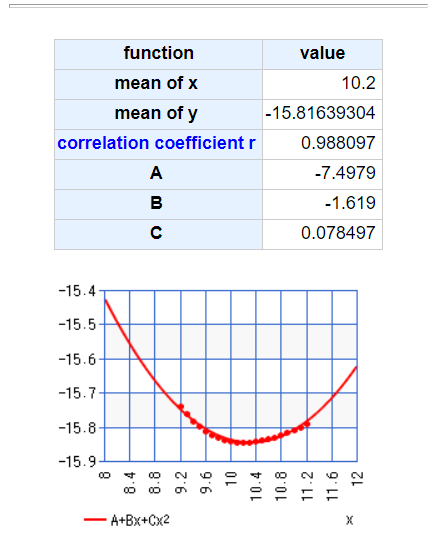 function value
mean of x 10.2
mean of y -15.81639304
correlation coefficient r 0.988097
A -7.4979
B -1.619
C 0.078497
-15.4
-15.5
-15.6
-15.7
-15.8
-15.9
8 8.4 8.8 9.2 9.6 10 10.4 10.8 11.2 11.6 12
A+Bx+Cx2 x